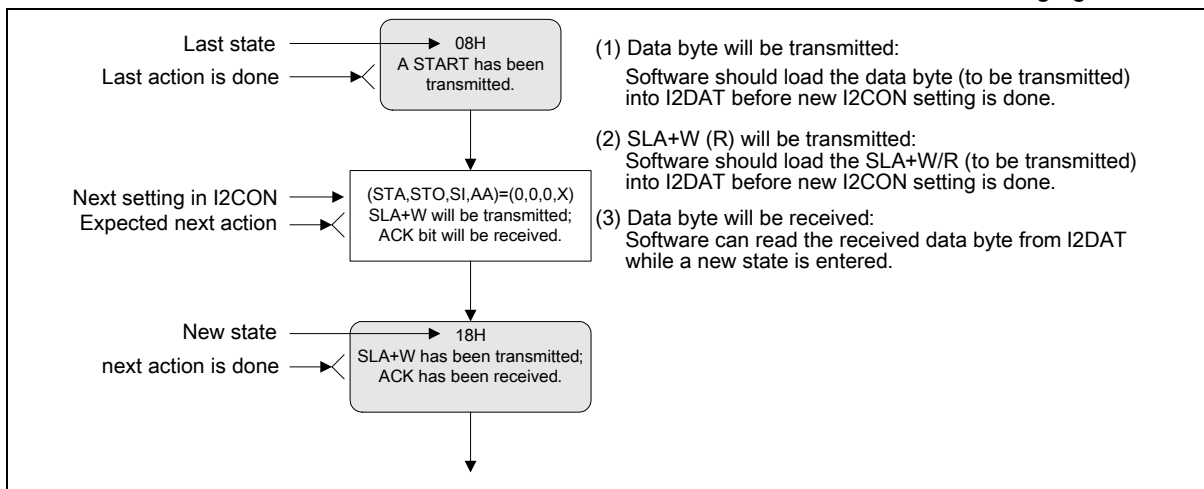 Last state
Last action is done
08H
A START has been
transmitted.
Next setting in I2CON
Expected next action
(STA,STO,SI,AA)=(0,0,0,X)
SLA+W will be transmitted;
ACK bit will be received.
New state
next action is done
18H
SLA+W has been transmitted;
ACK has been received.
(1) Data byte will be transmitted:
Software should load the data byte (to be transmitted)
into I2DAT before new I2CON setting is done.
(2) SLA+W (R) will be transmitted:
Software should load the SLA+W/R (to be transmitted)
into I2DAT before new I2CON setting is done.
(3) Data byte will be received:
Software can read the received data byte from I2DAT
while a new state is entered.